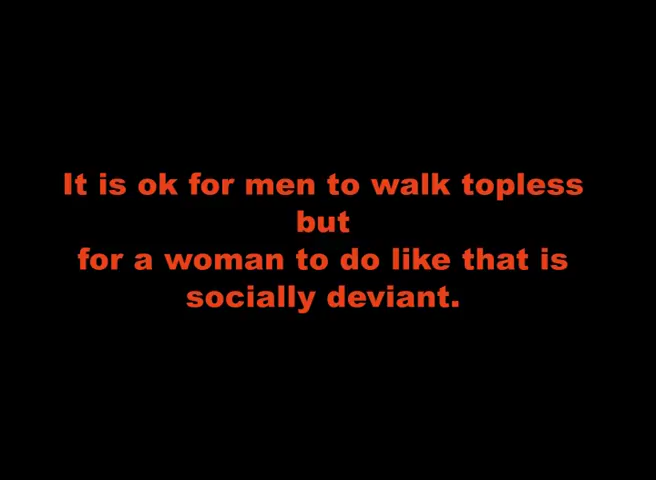 It is ok for men to walk topless
but
for a woman to do like that is
socially deviant.